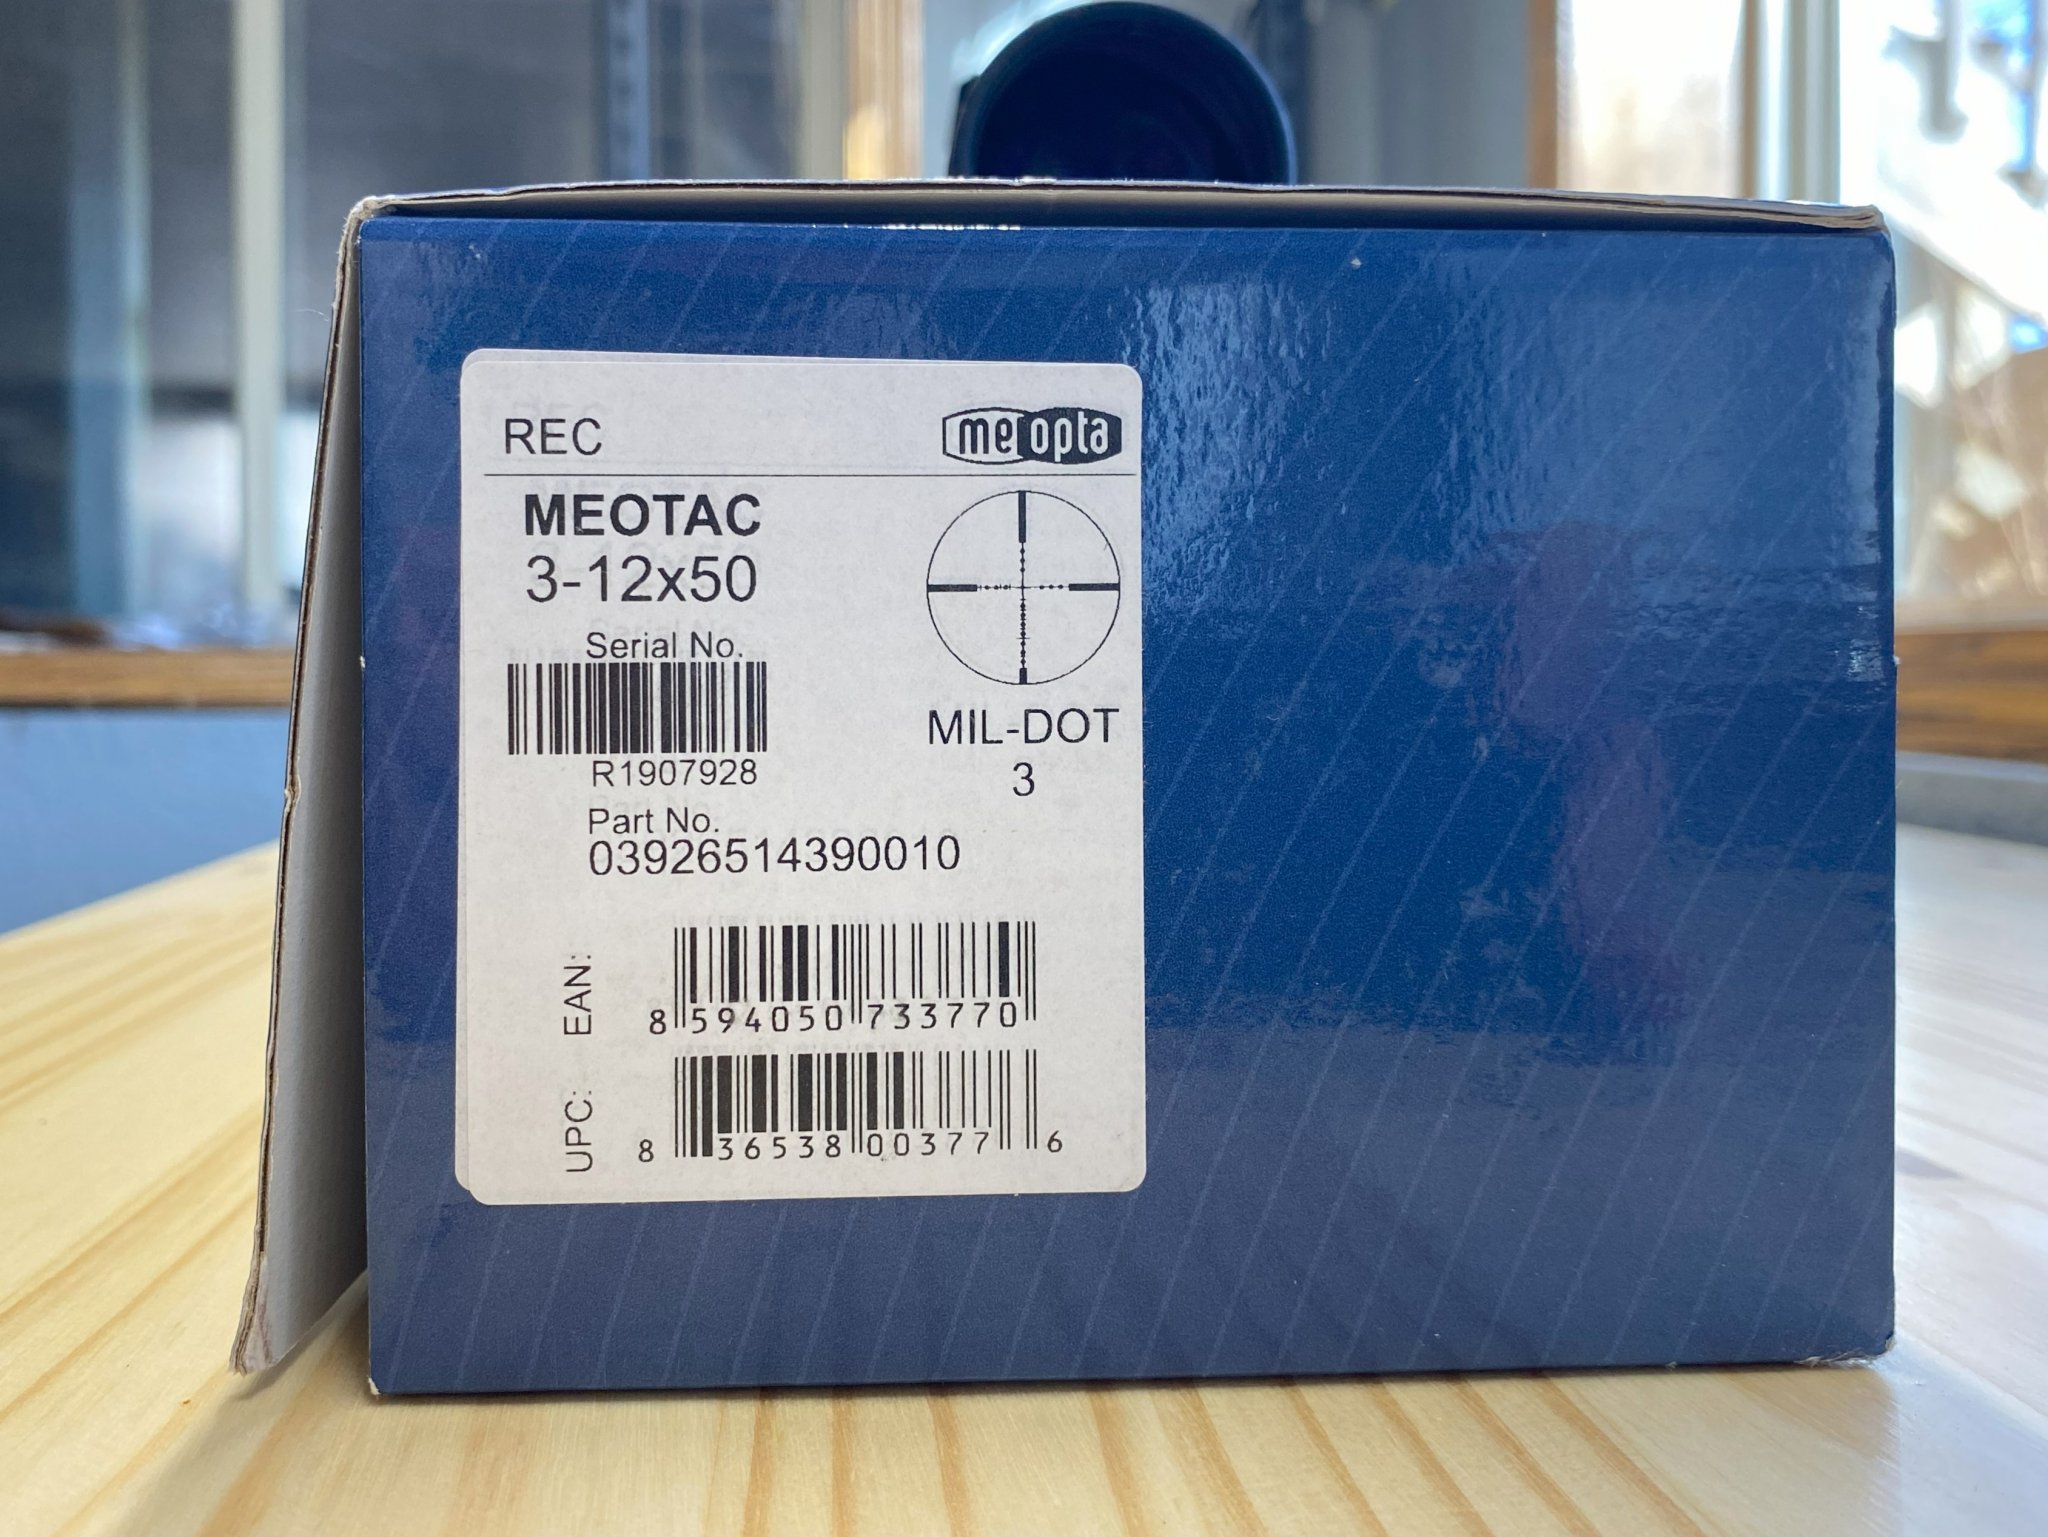 REC
meopta
MEOTAC
3-12x50
Serial No.
R1907928
Part No.
03926514390010
MIL-DOT
3
EAN:
8 594050 733770
UPC:
8 36538 00377 6